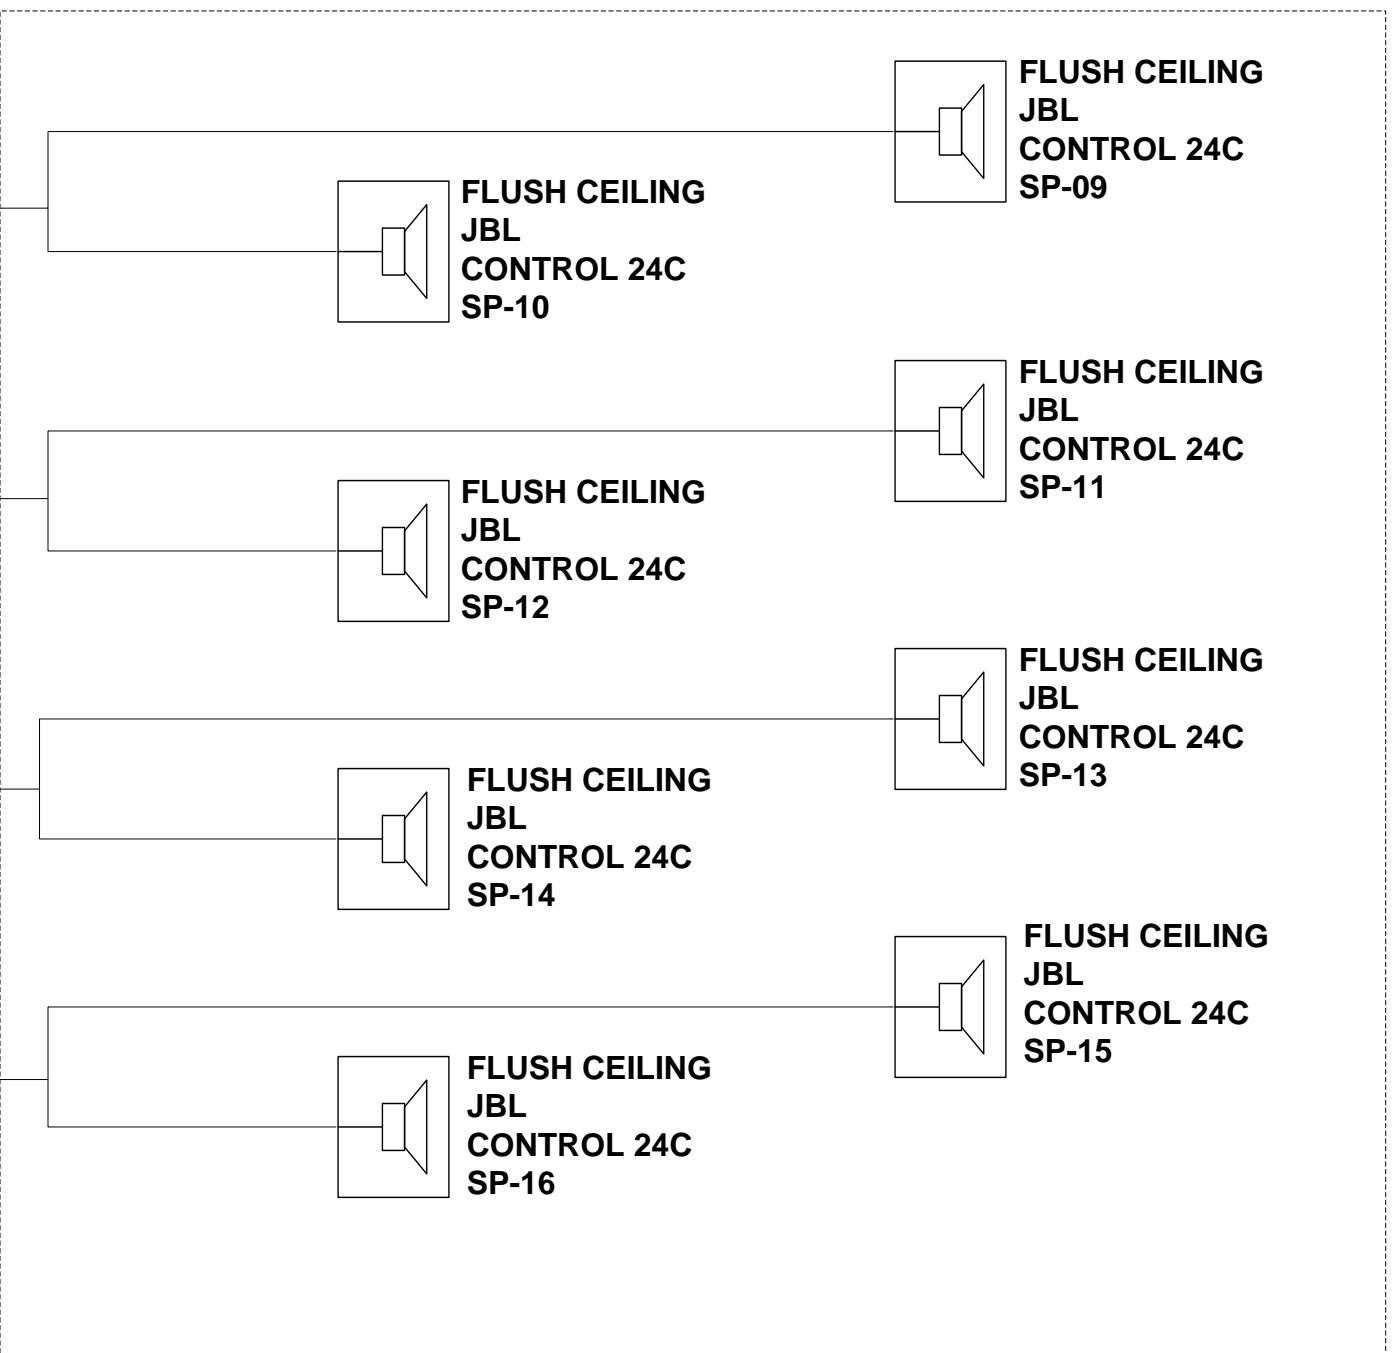 FLUSH CEILING
JBL
CONTROL 24C
SP-09
FLUSH CEILING
JBL
CONTROL 24C
SP-10
FLUSH CEILING
JBL
CONTROL 24C
SP-11
FLUSH CEILING
JBL
CONTROL 24C
SP-12
FLUSH CEILING
JBL
CONTROL 24C
SP-13
FLUSH CEILING
JBL
CONTROL 24C
SP-14
FLUSH CEILING
JBL
CONTROL 24C
SP-15
FLUSH CEILING
JBL
CONTROL 24C
SP-16